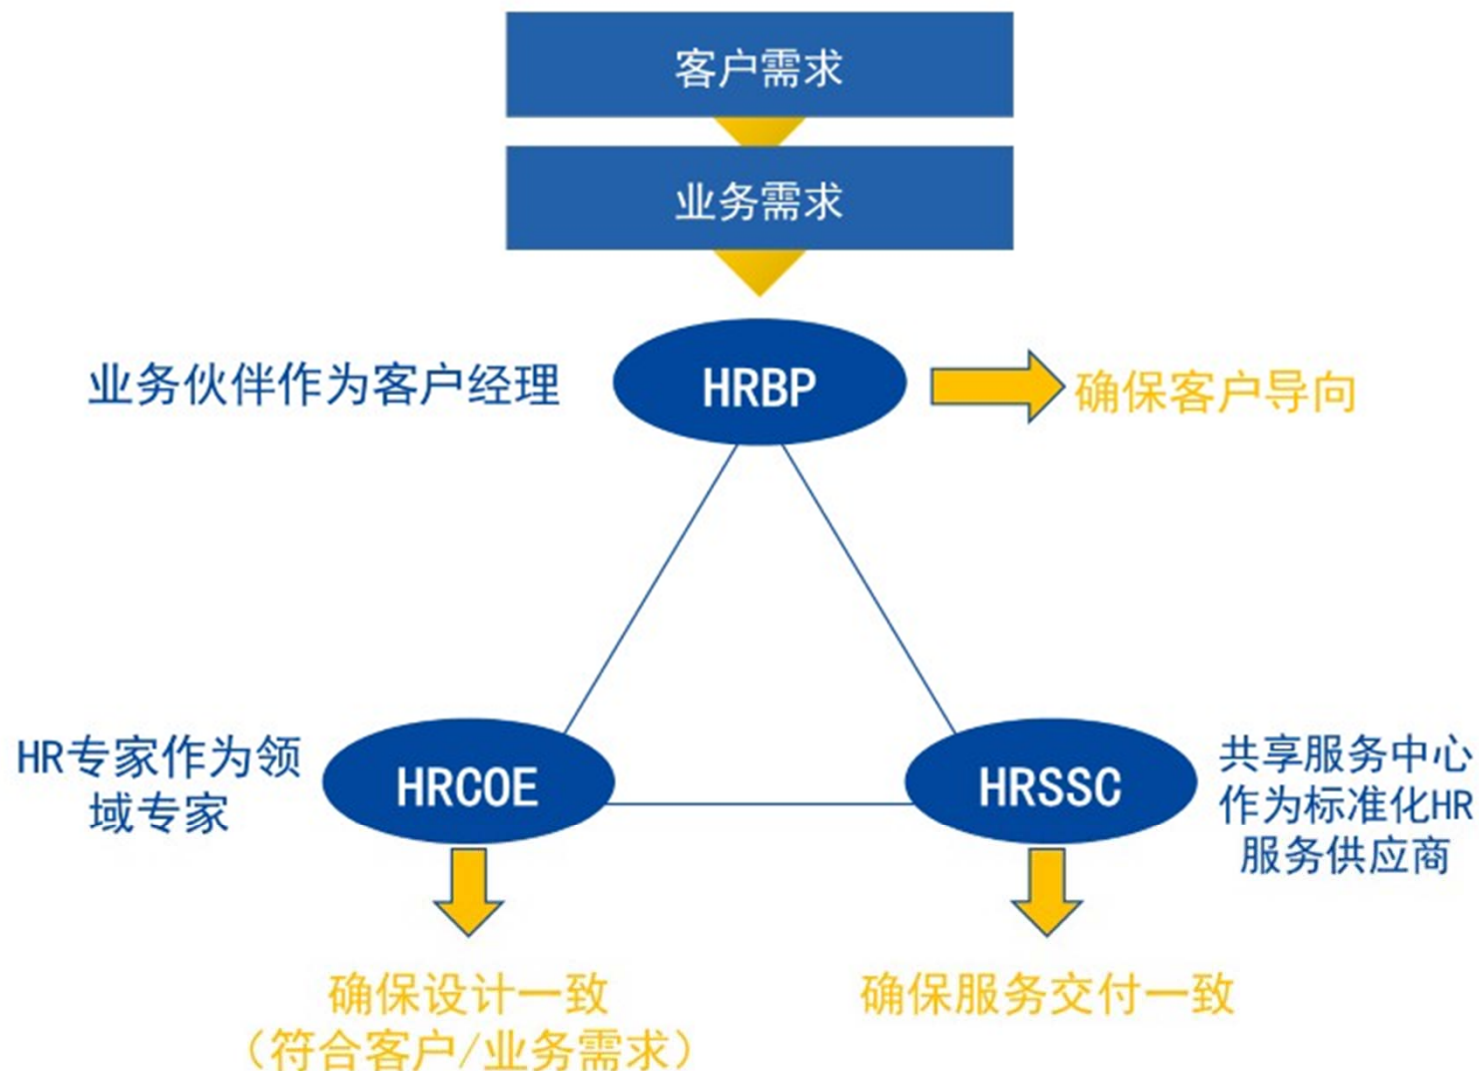 客户需求
业务需求
业务伙伴作为客户经理
HRBP
确保客户导向
HR专家作为领
域专家
HRCOE
HRSSC
共享服务中心
作为标准化HR
服务供应商
确保设计一致
（符合客户/业务需求）
确保服务交付一致